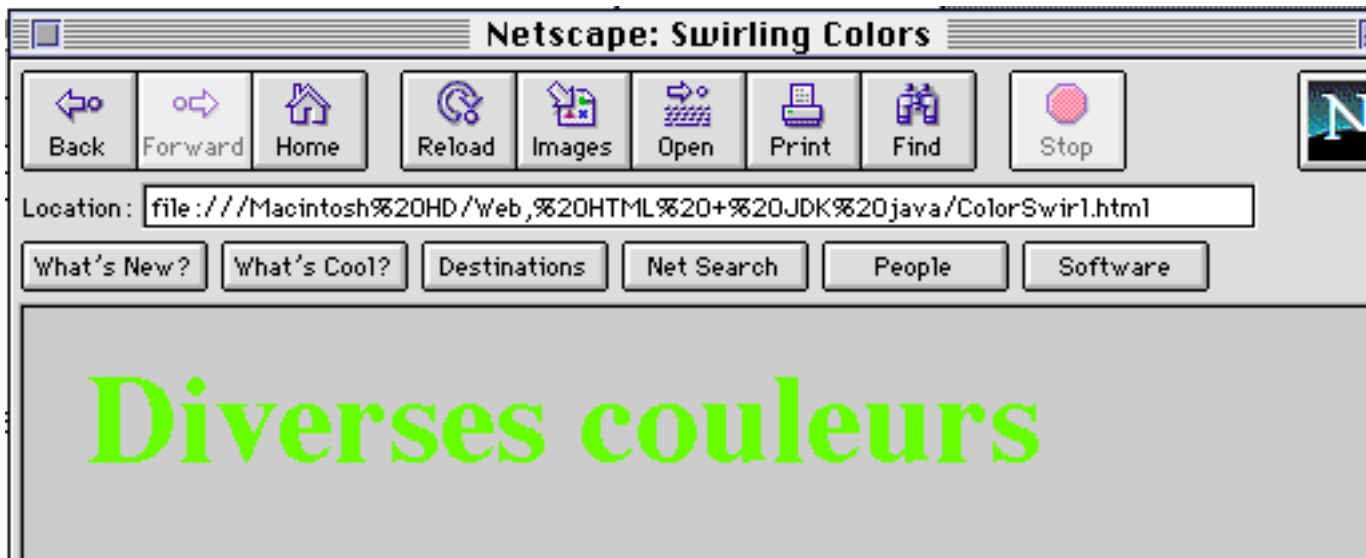 Netscape: Swirling Colors
Back Forward Home Reload Images Open Print Find Stop N
Location: file:///Macintosh%20HD/Web,%20HTML%20+%20JDK%20java/ColorSwirl.html
What's New? What's Cool? Destinations Net Search People Software
Diverses couleurs